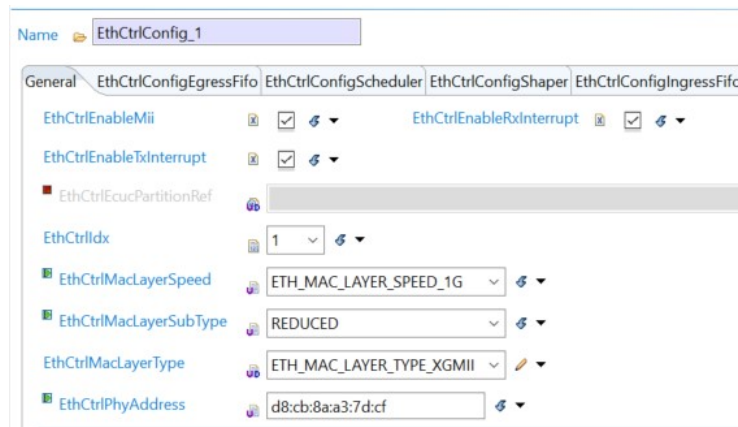 Name EthCtrlConfig_1
General EthCtrlConfigEgressFifo EthCtrlConfigScheduler EthCtrlConfigShaper EthCtrlConfigIngressFifo
EthCtrlEnableMii EthCtrlEnableRxInterrupt
EthCtrlEnableTxInterrupt
EthCtrlEcucPartitionRef
EthCtrlIdx 1
EthCtrlMacLayerSpeed ETH_MAC_LAYER_SPEED_1G
EthCtrlMacLayerSubType REDUCED
EthCtrlMacLayerType ETH_MAC_LAYER_TYPE_XGMII
EthCtrlPhyAddress d8:cb:8a:a3:7d:cf